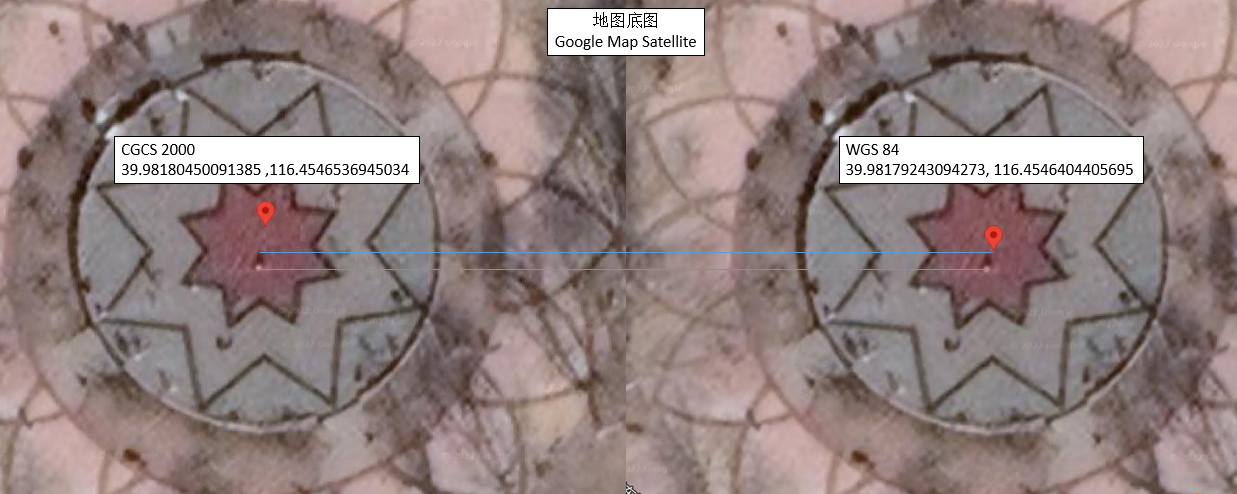 地图底图
Google Map Satellite
CGCS 2000
39.98180450091385 ,116.4546536945034
WGS 84
39.98179243094273, 116.4546404405695